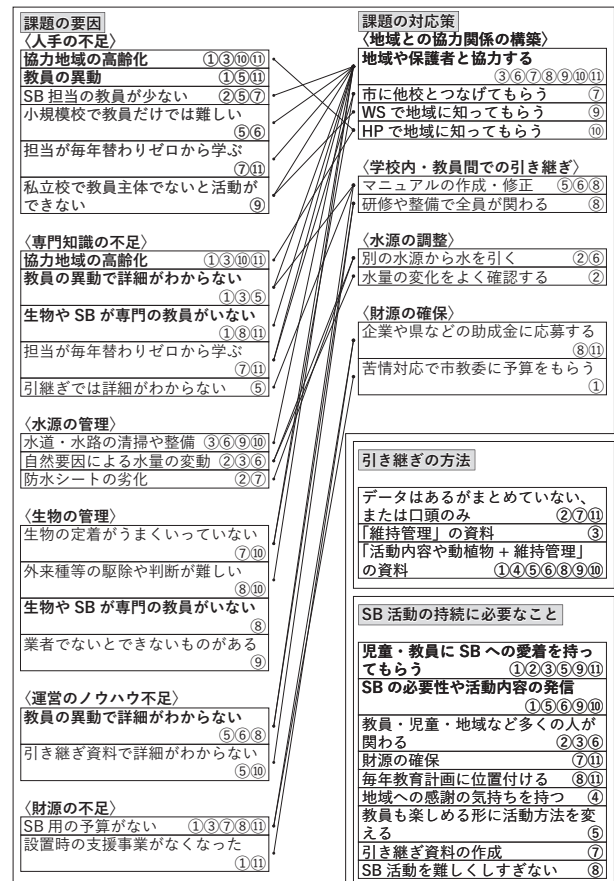 課題の要因
〈人手の不足〉
協力地域の高齢化 ①③⑩⑪
教員の異動 ①⑤⑪
SB 担当の教員が少ない ②⑤⑦
小規模校で教員だけでは難しい
⑤⑥
担当が毎年替わりゼロから学ぶ
⑦⑪
私立校で教員主体でないと活動が
できない ⑨
〈専門知識の不足〉
協力地域の高齢化 ①③⑩⑪
教員の異動で詳細がわからない
①③⑤
生物や SB が専門の教員がいない
①⑧⑪
担当が毎年替わりゼロから学ぶ
⑦⑪
引継ぎでは詳細がわからない ⑤
〈水源の管理〉
水道・水路の清掃や整備 ③⑥⑨⑩
自然要因による水量の変動 ②③⑥
防水シートの劣化 ②⑦
〈生物の管理〉
生物の定着がうまくいっていない
⑦⑩
外来種等の駆除や判断が難しい
⑧⑩
生物や SB が専門の教員がいない
⑧
業者でないとできないものがある
⑨
〈運営のノウハウ不足〉
教員の異動で詳細がわからない
⑤⑥⑧
引き継ぎ資料で詳細がわからない
⑤⑩
〈財源の不足〉
SB 用の予算がない ①③⑦⑧⑪
設置時の支援事業がなくなった
①⑪
課題の対応策
〈地域との協力関係の構築〉
地域や保護者と協力する
③⑥⑦⑧⑨⑩⑪
市に他校とつなげてもらう ⑦
WS で地域に知ってもらう ⑨
HP で地域に知ってもらう ⑩
〈学校内・教員間での引き継ぎ〉
マニュアルの作成・修正 ⑤⑥⑧
研修や整備で全員が関わる ⑧
〈水源の調整〉
別の水源から水を引く ②⑥
水量の変化をよく確認する ②
〈財源の確保〉
企業や県などの助成金に応募する
⑧⑪
苦情対応で市教委に予算をもらう
①
引き継ぎの方法
データはあるがまとめていない、
または口頭のみ ②⑦⑪
「維持管理」の資料 ③
「活動内容や動植物 + 維持管理」
の資料 ①④⑤⑥⑧⑨⑩
SB 活動の持続に必要なこと
児童・教員に SB への愛着を持っ
てもらう ①②③⑤⑨⑪
SB の必要性や活動内容の発信
①⑤⑥⑨⑩
教員・児童・地域など多くの人が
関わる ②③⑥
財源の確保 ⑦⑪
毎年教育計画に位置付ける ⑧⑪
地域への感謝の気持ちを持つ ④
教員も楽しめる形に活動方法を変
える ⑤
引き継ぎ資料の作成 ⑦
SB 活動を難しくしすぎない ⑧